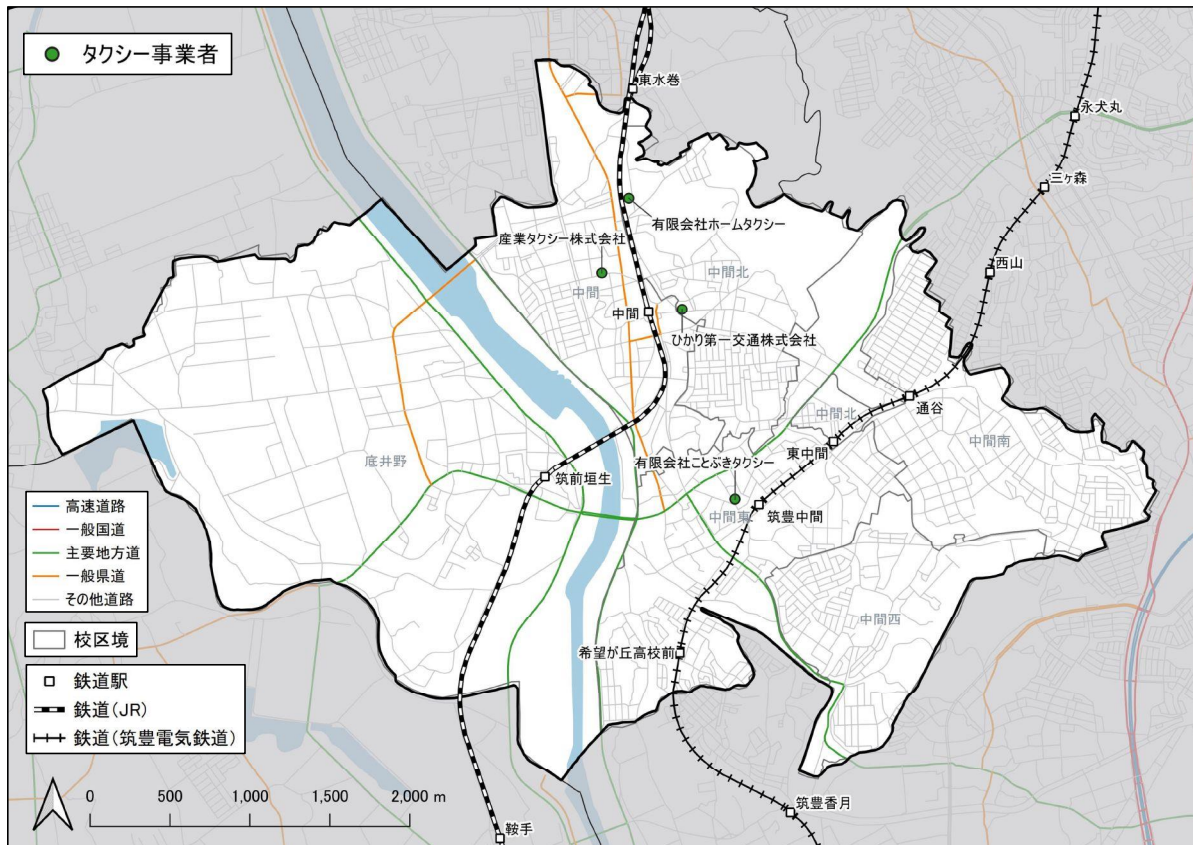 タクシー事業者
東水巻
永犬丸
三ヶ森
有限会社ホームタクシー
産業タクシー株式会社
西山
中間北
中間
中間
ひかり第一交通株式会社
通谷
中間北
中間南
東中間
底井野
有限会社ことぶきタクシー
筑前垣生
筑豊中間
中間東
高速道路
一般国道
主要地方道
一般県道
その他道路
中間西
校区境
希望が丘高校前
鉄道駅
鉄道(JR)
鉄道(筑豊電気鉄道)
0 500 1,000 1,500 2,000 m
筑豊香月
鞍手